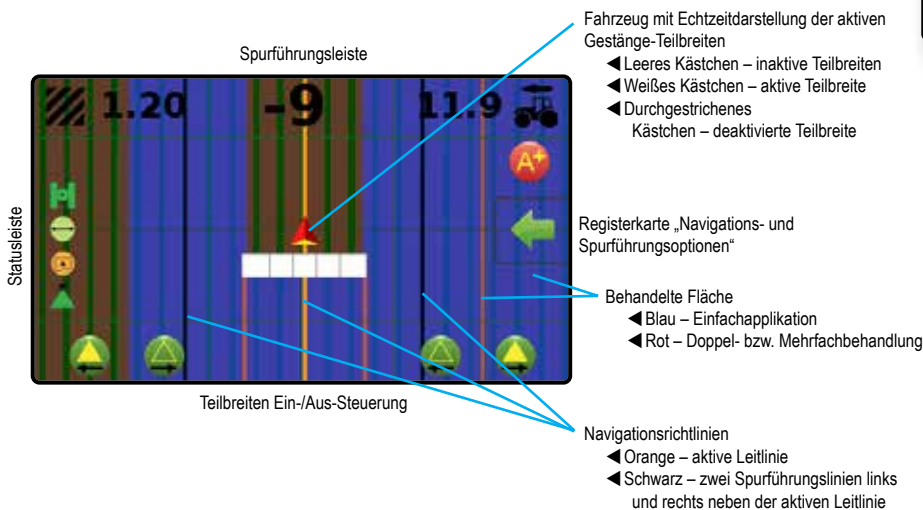 Fahrzeug mit Echtzeitdarstellung der aktiven
Gestänge-Teilbreiten
◀ Leeres Kästchen – inaktive Teilbreiten
◀ Weißes Kästchen – aktive Teilbreite
◀ Durchgestrichenes
Kästchen – deaktivierte Teilbreite
Spurführungsleiste
1.20
-9
11.9
A+
Statusleiste
Registerkarte „Navigations- und
Spurführungsoptionen“
Behandelte Fläche
◀ Blau – Einfachapplikation
◀ Rot – Doppel- bzw. Mehrfachbehandlung
Teilbreiten Ein-/Aus-Steuerung
Navigationsrichtlinien
◀ Orange – aktive Leitlinie
◀ Schwarz – zwei Spurführungslinien links
und rechts neben der aktiven Leitlinie